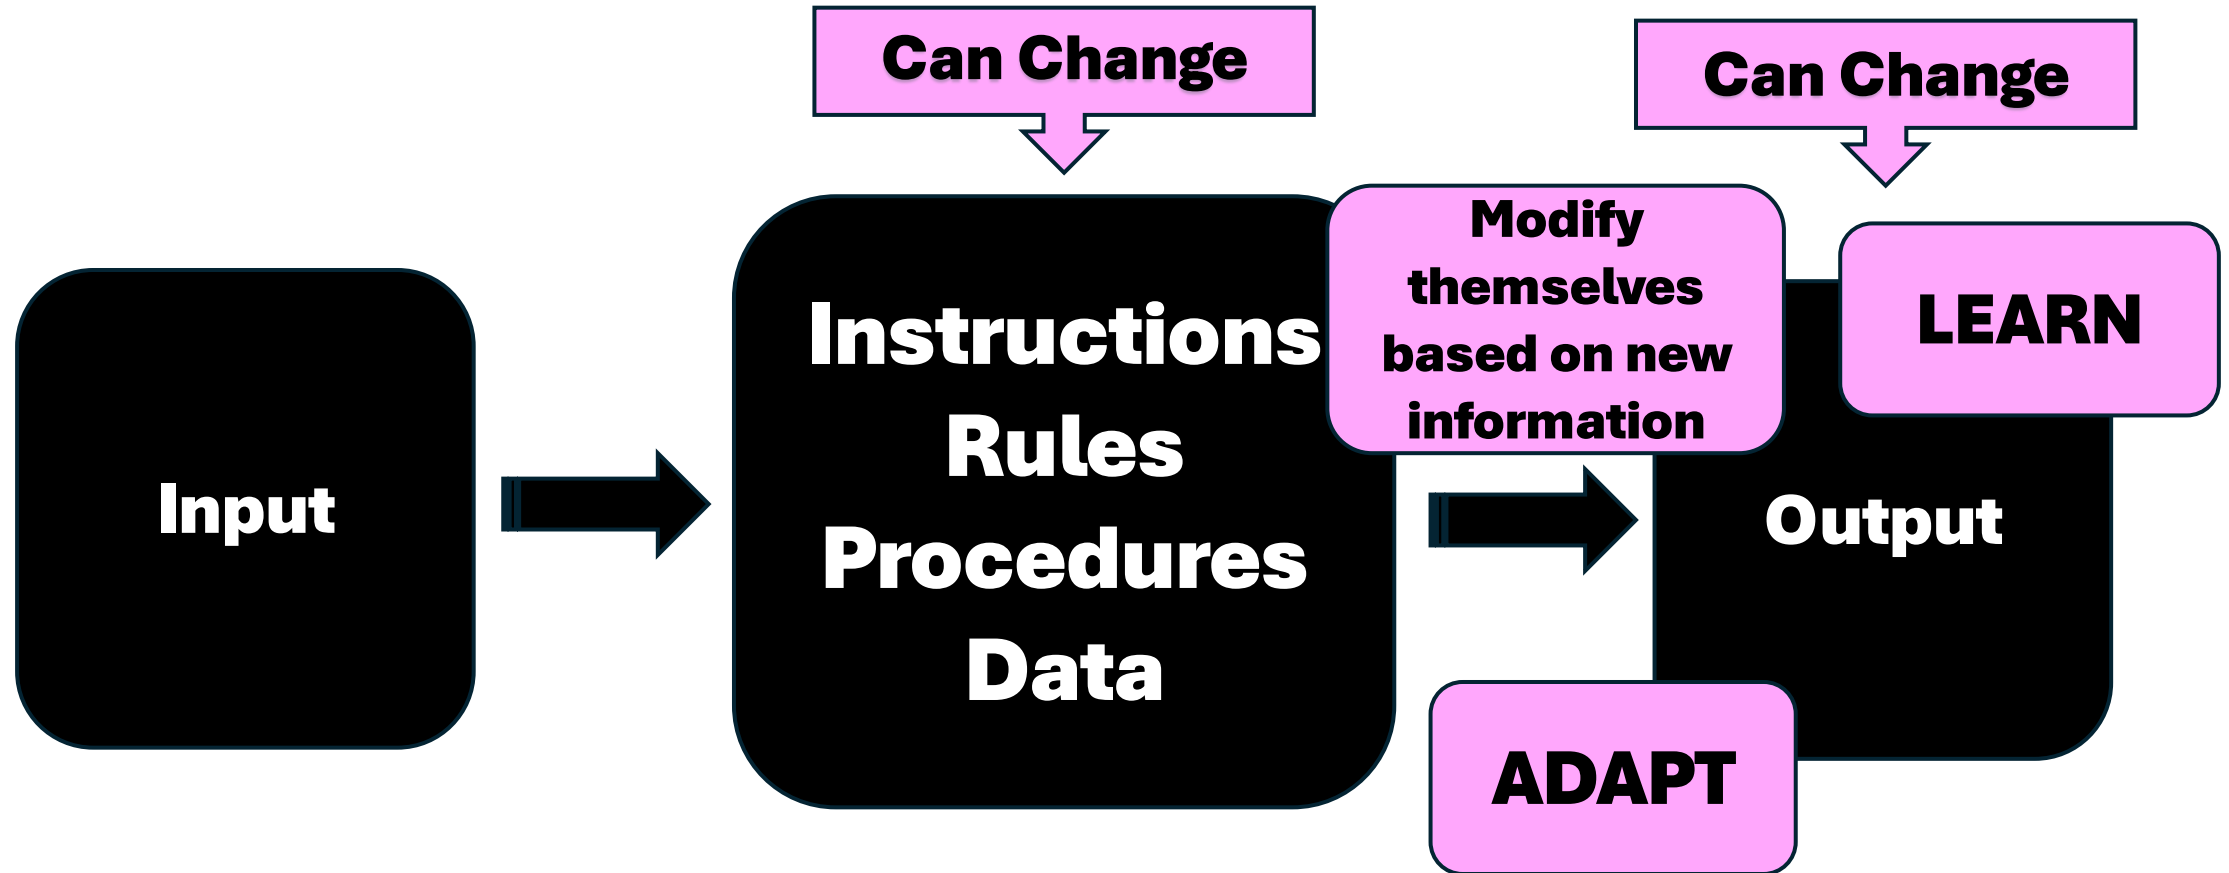 Can Change
Can Change
Input
Instructions
Rules
Procedures
Data
Modify
themselves
based on new
information
LEARN
Output
ADAPT